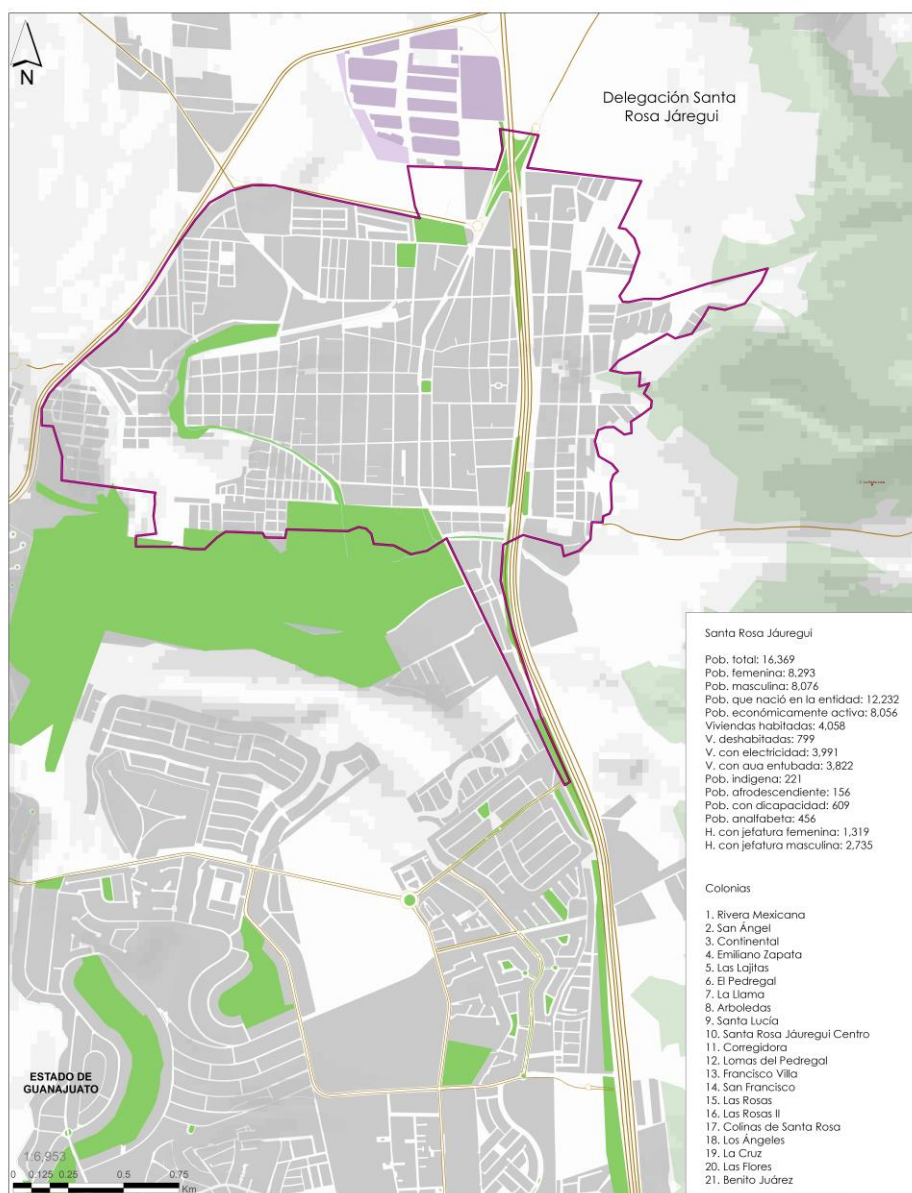 N
Delegación Santa
Rosa Járegui
Santa Rosa Jáuregui
Pob. total: 16,369
Pob. femenina: 8,293
Pob. masculina: 8,076
Pob. que nació en la entidad: 12,232
Pob. económicamente activa: 8,056
Viviendas habitadas: 4,058
V. deshabitadas: 799
V. con electricidad: 3,991
V. con aua entubada: 3,822
Pob. indigena: 221
Pob. afrodescendiente: 156
Pob. con dicapacidad: 609
Pob. analfabeta: 456
H. con jefatura femenina: 1,319
H. con jefatura masculina: 2,735
Colonias
1. Rivera Mexicana
2. San Ángel
3. Continental
4. Emiliano Zapata
5. Las Lajitas
6. El Pedregal
7. La Llama
8. Arboledas
9. Santa Lucía
10. Santa Rosa Jáuregui Centro
11. Corregidora
12. Lomas del Pedregal
13. Francisco Villa
14. San Francisco
15. Las Rosas
16. Las Rosas II
17. Colinas de Santa Rosa
18. Los Ángeles
19. La Cruz
20. Las Flores
21. Benito Juárez
ESTADO DE
GUANAJUATO
1:6,953
0 0.125 0.25 0.5 0.75
Km